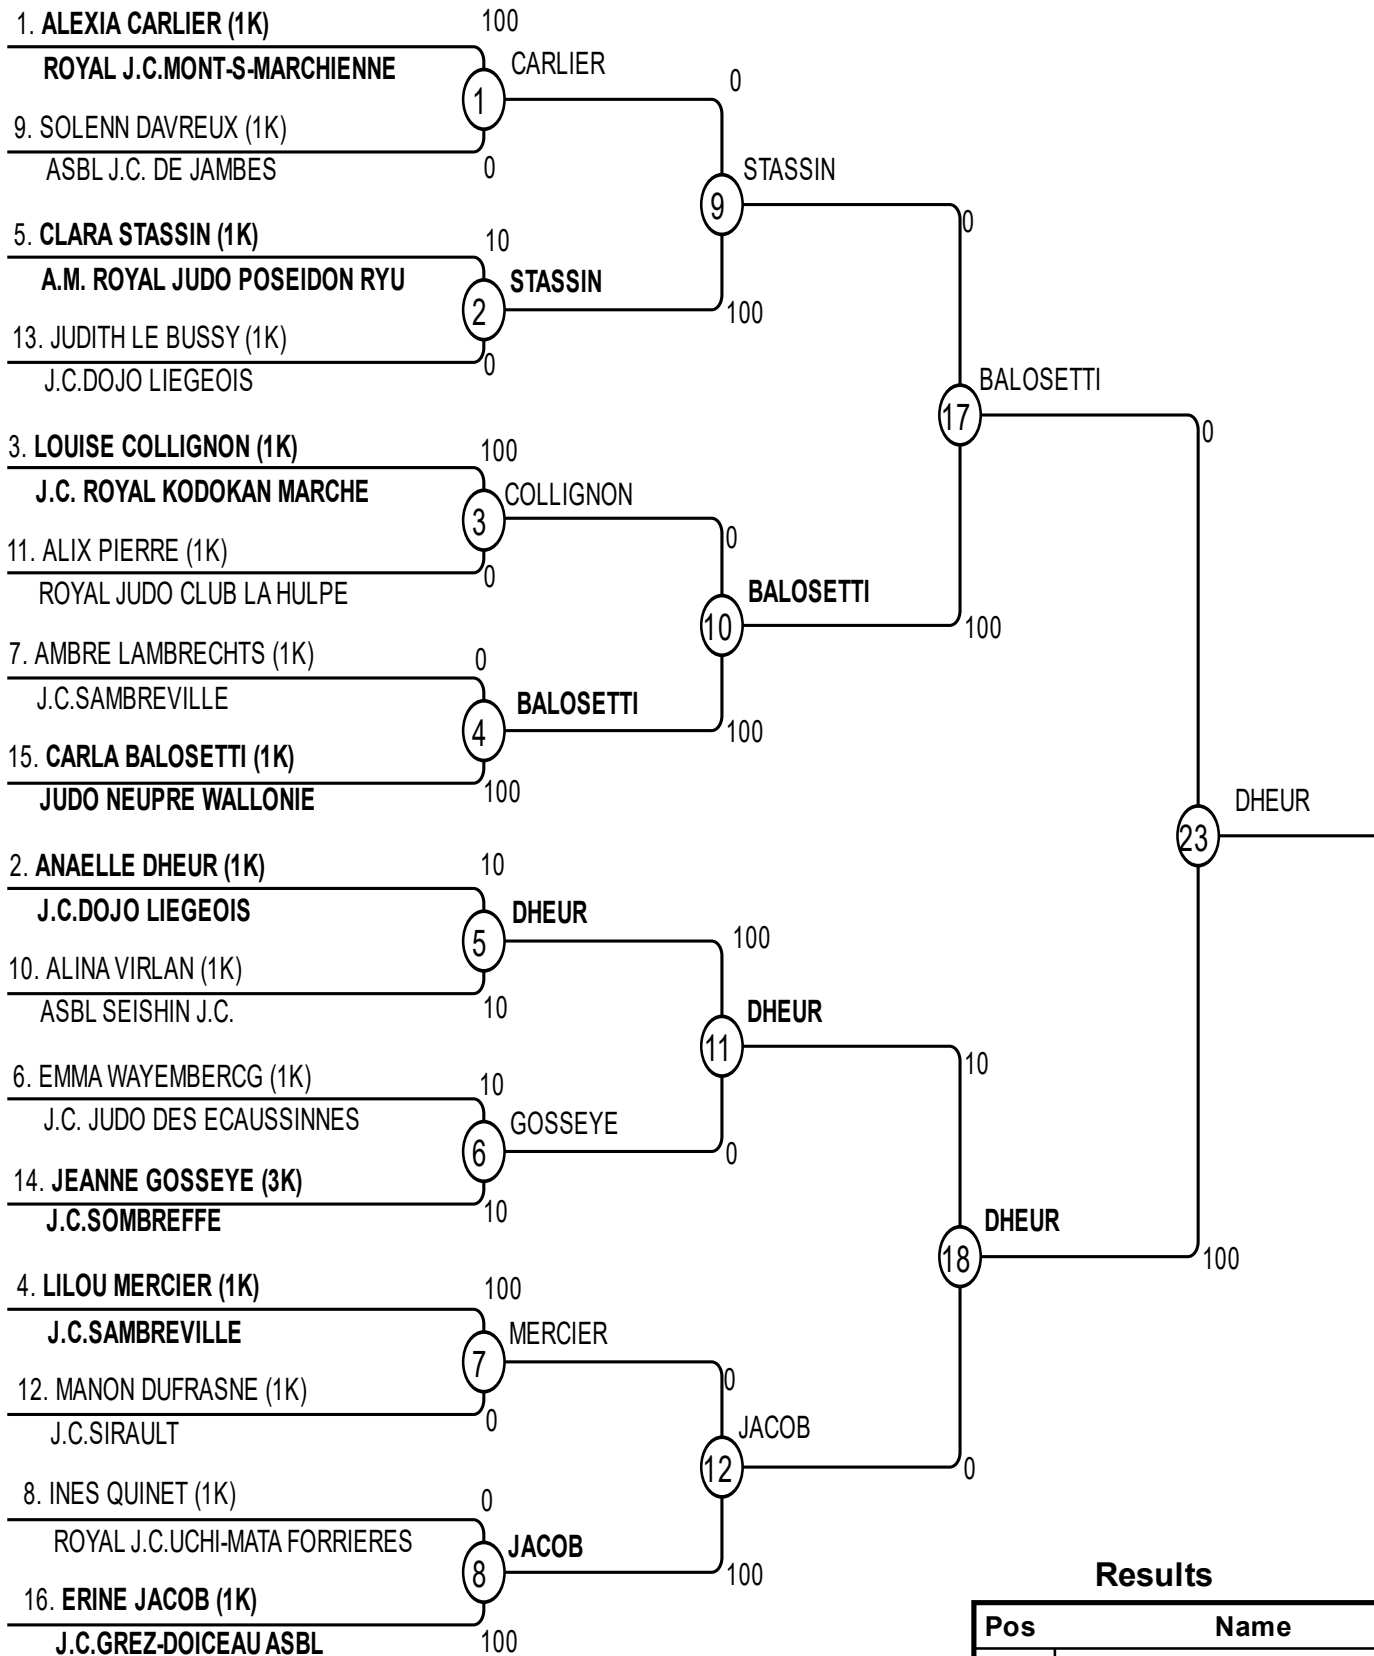 1. ALEXIA CARLIER (1K)
100
ROYAL J.C.MONT-S-MARCHIENNE
CARLIER
1
0
9. SOLENN DAVREUX (1K)
ASBL J.C. DE JAMBES
0
STASSIN
9
0
5. CLARA STASSIN (1K)
10
A.M. ROYAL JUDO POSEIDON RYU
STASSIN
2
100
13. JUDITH LE BUSSY (1K)
0
J.C.DOJO LIEGEOIS
BALOSETTI
17
0
3. LOUISE COLLIGNON (1K)
100
J.C. ROYAL KODOKAN MARCHE
COLLIGNON
3
0
11. ALIX PIERRE (1K)
0
ROYAL JUDO CLUB LA HULPE
BALOSETTI
10
100
7. AMBRE LAMBRECHTS (1K)
0
J.C.SAMBREVILLE
BALOSETTI
4
100
15. CARLA BALOSETTI (1K)
100
JUDO NEUPRE WALLONIE
DHEUR
23
2. ANAELLE DHEUR (1K)
10
J.C.DOJO LIEGEOIS
DHEUR
5
100
10. ALINA VIRLAN (1K)
10
ASBL SEISHIN J.C.
DHEUR
11
10
6. EMMA WAYEMBERCG (1K)
10
J.C. JUDO DES ECAUSSINNES
GOSSEYE
6
0
14. JEANNE GOSSEYE (3K)
10
J.C.SOMBREFFE
DHEUR
18
100
4. LILOU MERCIER (1K)
100
J.C.SAMBREVILLE
MERCIER
7
0
12. MANON DUFRASNE (1K)
0
J.C.SIRAULT
JACOB
12
0
8. INES QUINET (1K)
0
ROYAL J.C.UCHI-MATA FORRIERES
JACOB
8
100
16. ERINE JACOB (1K)
100
J.C.GREZ-DOICEAU ASBL
Results
Pos Name